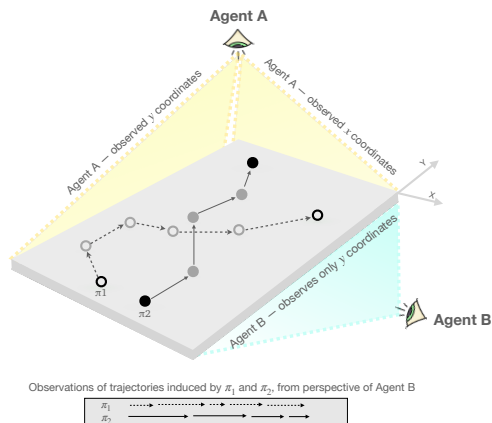 Agent A
Agent A — observed y coordinates
Agent A — observed x coordinates
Y
X
π1
π2
Agent B — observes only y coordinates
Agent B
Observations of trajectories induced by π₁ and π₂, from perspective of Agent B
π₁
π₂